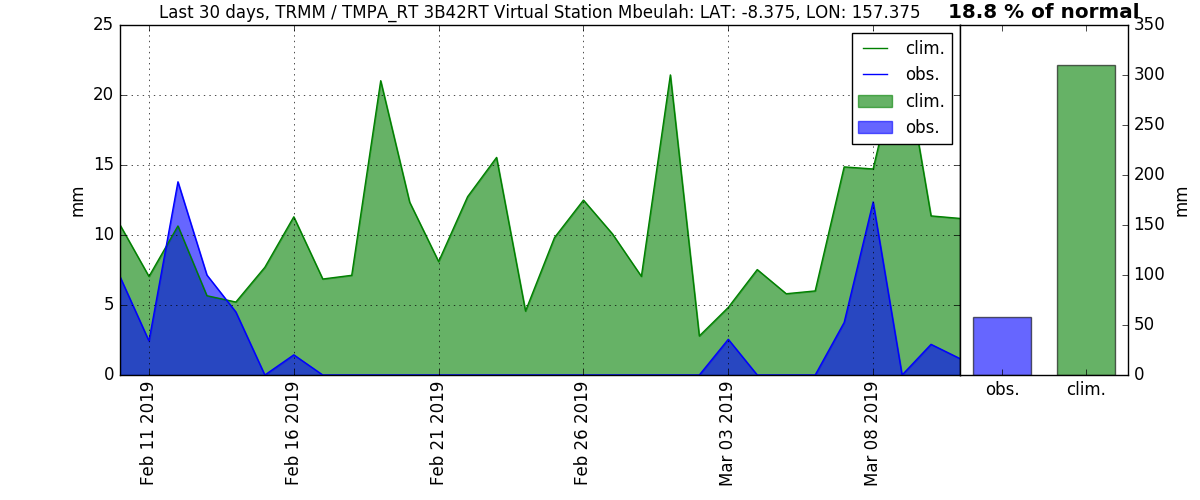 Last 30 days, TRMM / TMPA_RT 3B42RT Virtual Station Mbeulah: LAT: -8.375, LON: 157.375
18.8 % of normal
25
20
15
10
5
0
mm
clim.
obs.
clim.
obs.
350
300
250
200
150
100
50
0
mm
Feb 11 2019
Feb 16 2019
Feb 21 2019
Feb 26 2019
Mar 03 2019
Mar 08 2019
obs.
clim.